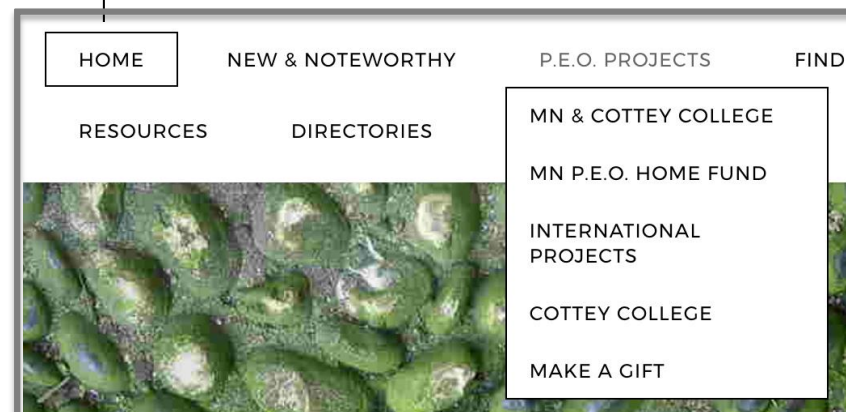 HOME
NEW & NOTEWORTHY
P.E.O. PROJECTS
FIND
RESOURCES
DIRECTORIES
MN & COTTEY COLLEGE
MN P.E.O. HOME FUND
INTERNATIONAL
PROJECTS
COTTEY COLLEGE
MAKE A GIFT